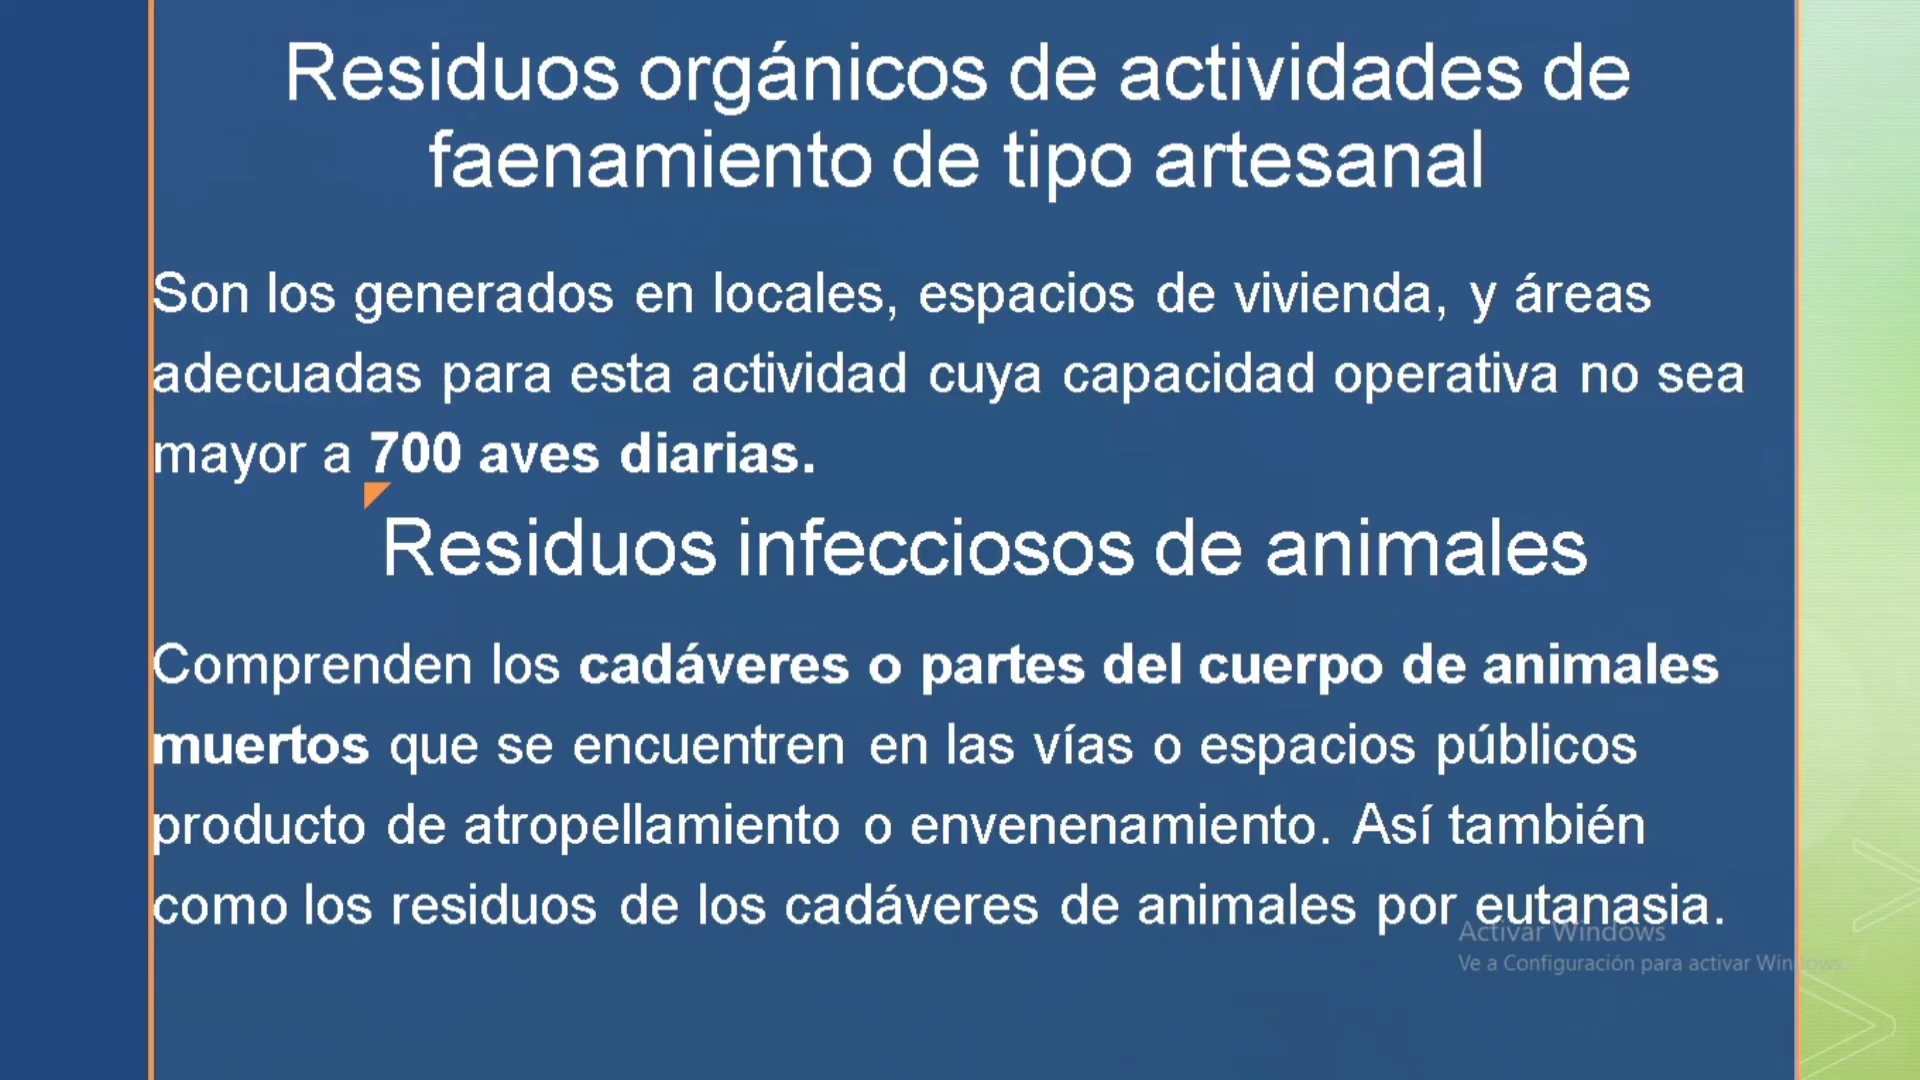 Residuos orgánicos de actividades de
faenamiento de tipo artesanal
Son los generados en locales, espacios de vivienda, y áreas
adecuadas para esta actividad cuya capacidad operativa no sea
mayor a 700 aves diarias.
Residuos infecciosos de animales
Comprenden los cadáveres o partes del cuerpo de animales
muertos que se encuentren en las vías o espacios públicos
producto de atropellamiento o envenenamiento. Así también
como los residuos de los cadáveres de animales por eutanasia.
Activar Windows
Ve a Configuración para activar Windows.